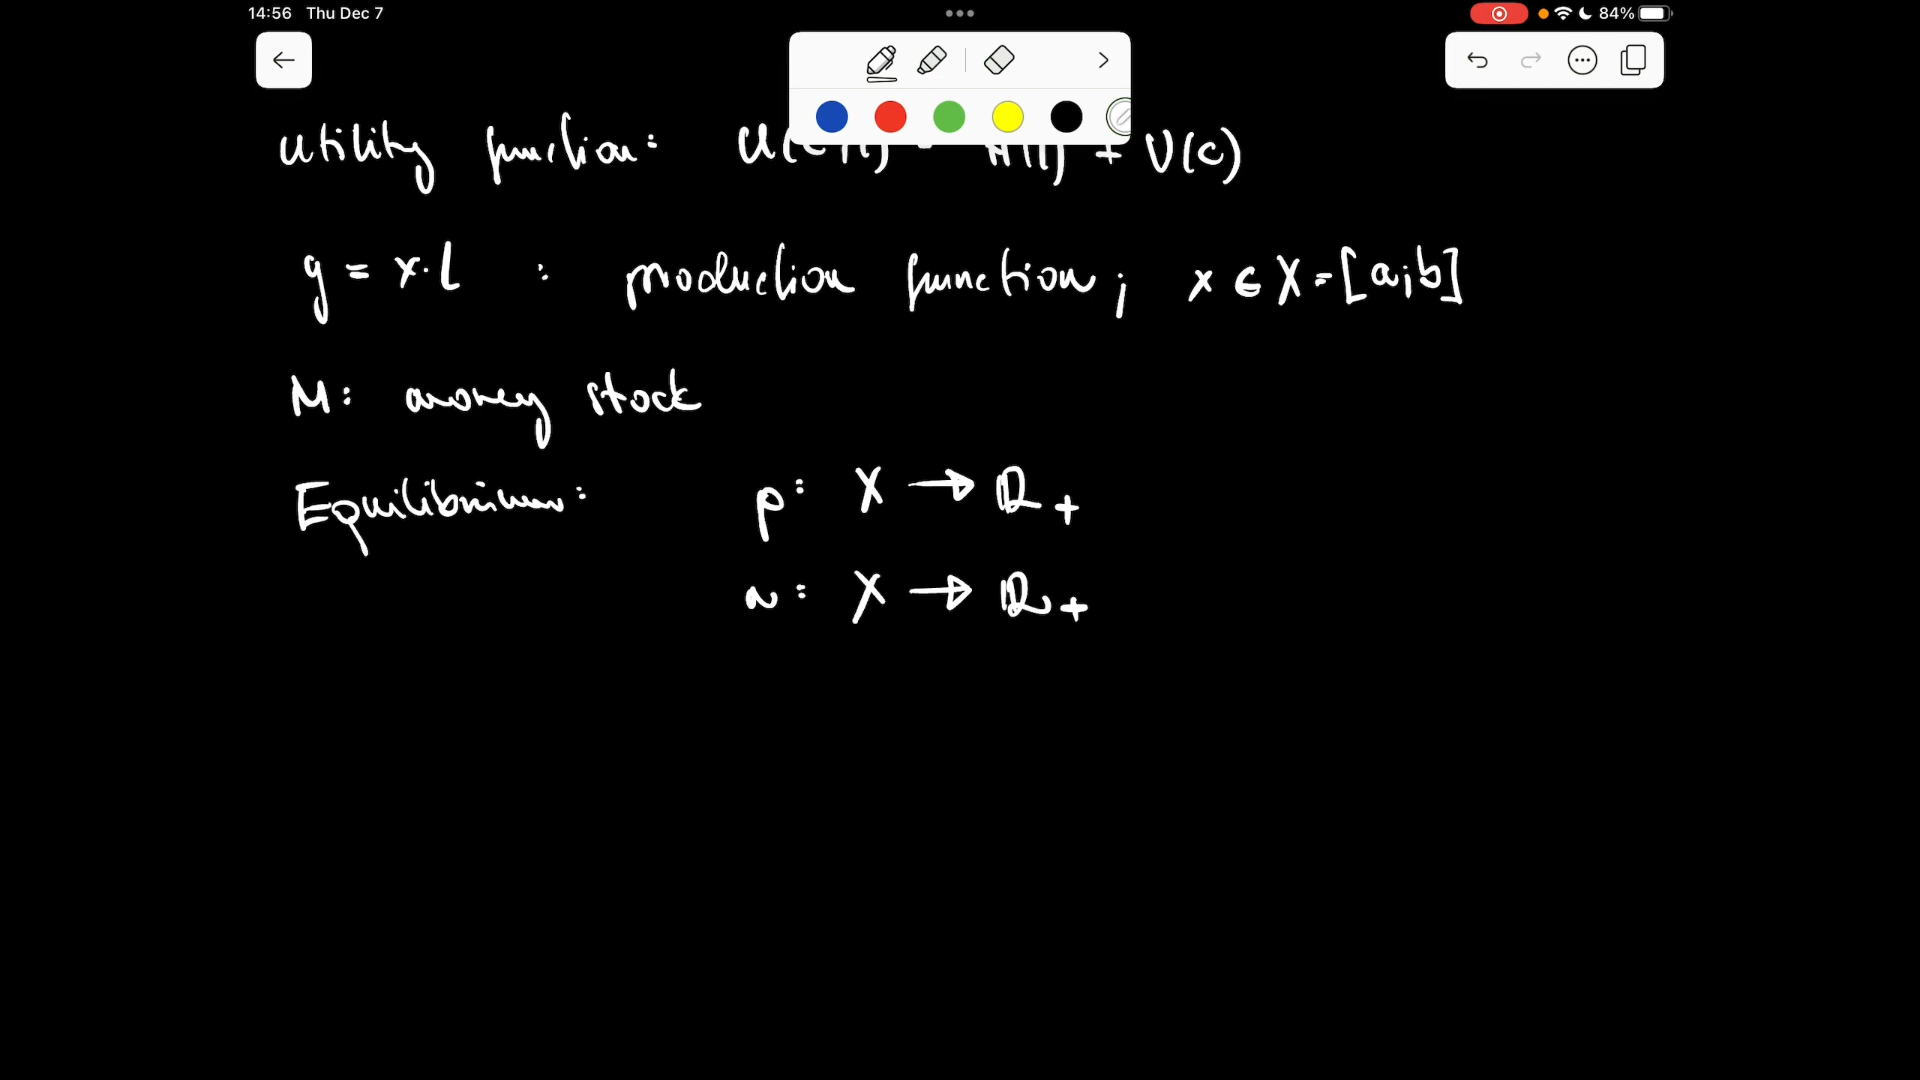 14:56 Thu Dec 7
84%
utility function: V(c)
y = x·L : production function; x ∈ X = [a;b]
M: money stock
Equilibrium: p: X → ℝ+
X → ℝ+